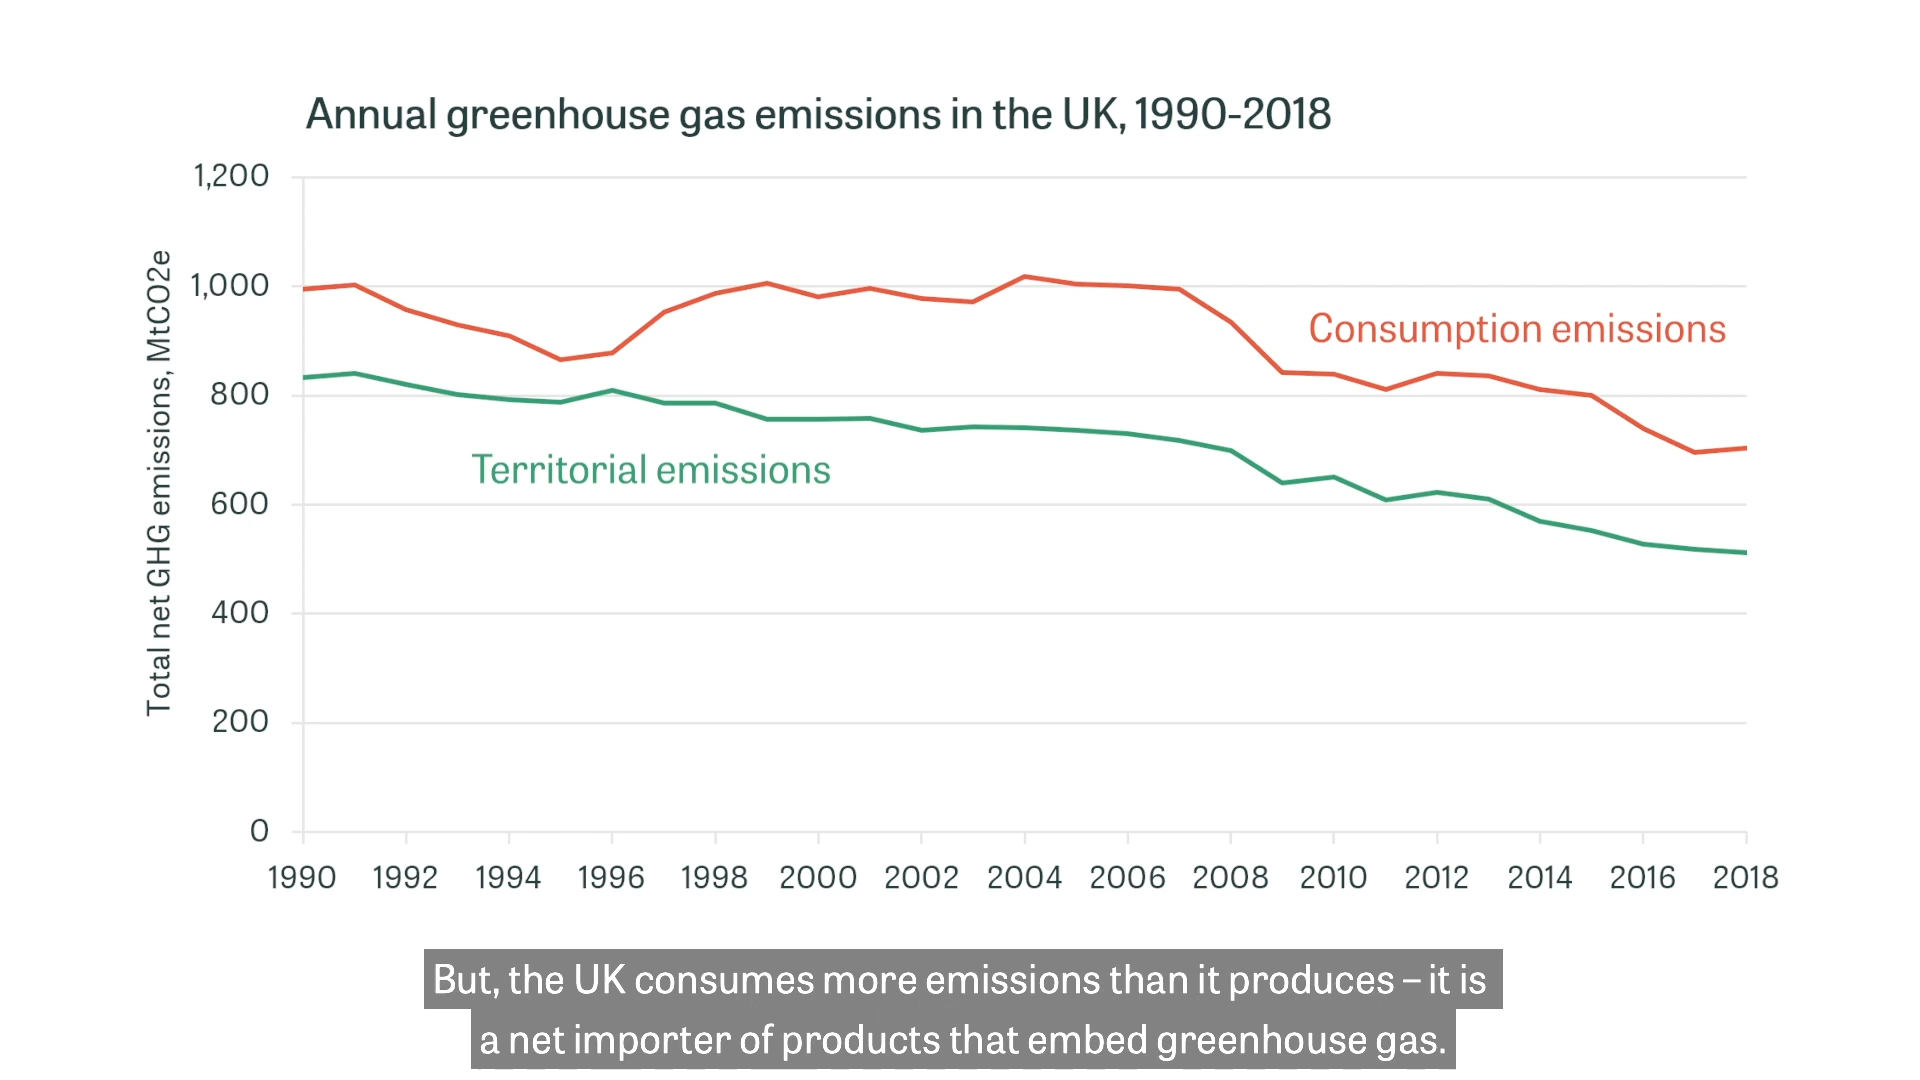 Annual greenhouse gas emissions in the UK, 1990-2018
Total net GHG emissions, MtCO2e
1,200
1,000
800
600
400
200
0
Consumption emissions
Territorial emissions
1990 1992 1994 1996 1998 2000 2002 2004 2006 2008 2010 2012 2014 2016 2018
But, the UK consumes more emissions than it produces – it is
a net importer of products that embed greenhouse gas.